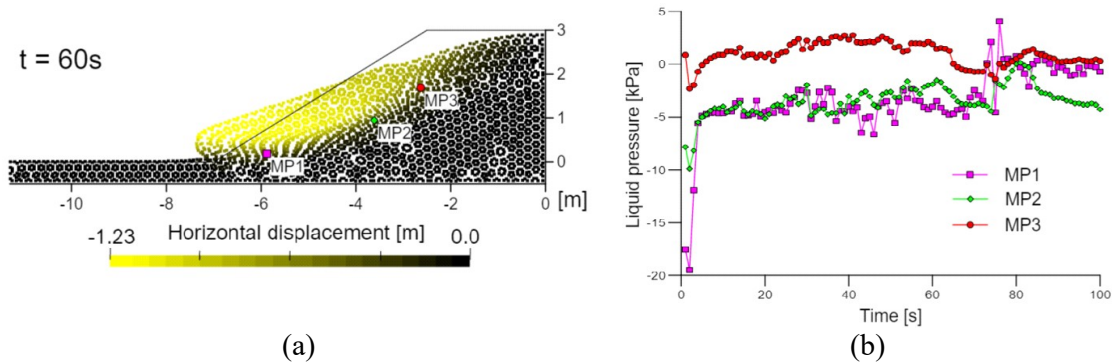 t = 60s
3
2
1
0
MP3
MP2
MP1
-10
-8
-6
-4
-2
0
[m]
-1.23
Horizontal displacement [m]
0.0
(a)
5
0
-5
-10
-15
-20
Liquid pressure [kPa]
0
20
40
60
80
100
Time [s]
MP1
MP2
MP3
(b)